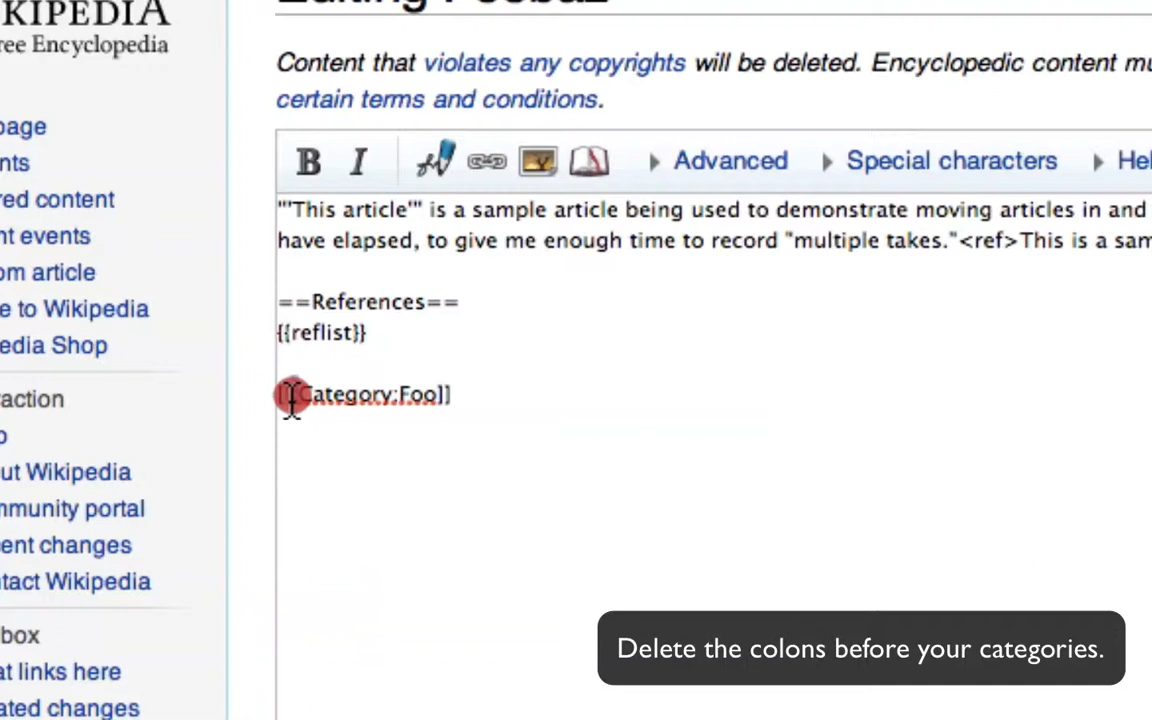 KIPEDIA
ree Encyclopedia
Content that violates any copyrights will be deleted. Encyclopedic content mu
certain terms and conditions.
B I Advanced Special characters Hel
page
nts
red content
nt events
om article
e to Wikipedia
edia Shop
action
ut Wikipedia
mmunity portal
ent changes
ntact Wikipedia
box
at links here
ated changes
'''This article''' is a sample article being used to demonstrate moving articles in and
have elapsed, to give me enough time to record "multiple takes."<ref>This is a sam
==References==
{{reflist}}
Category:Foo]]
Delete the colons before your categories.